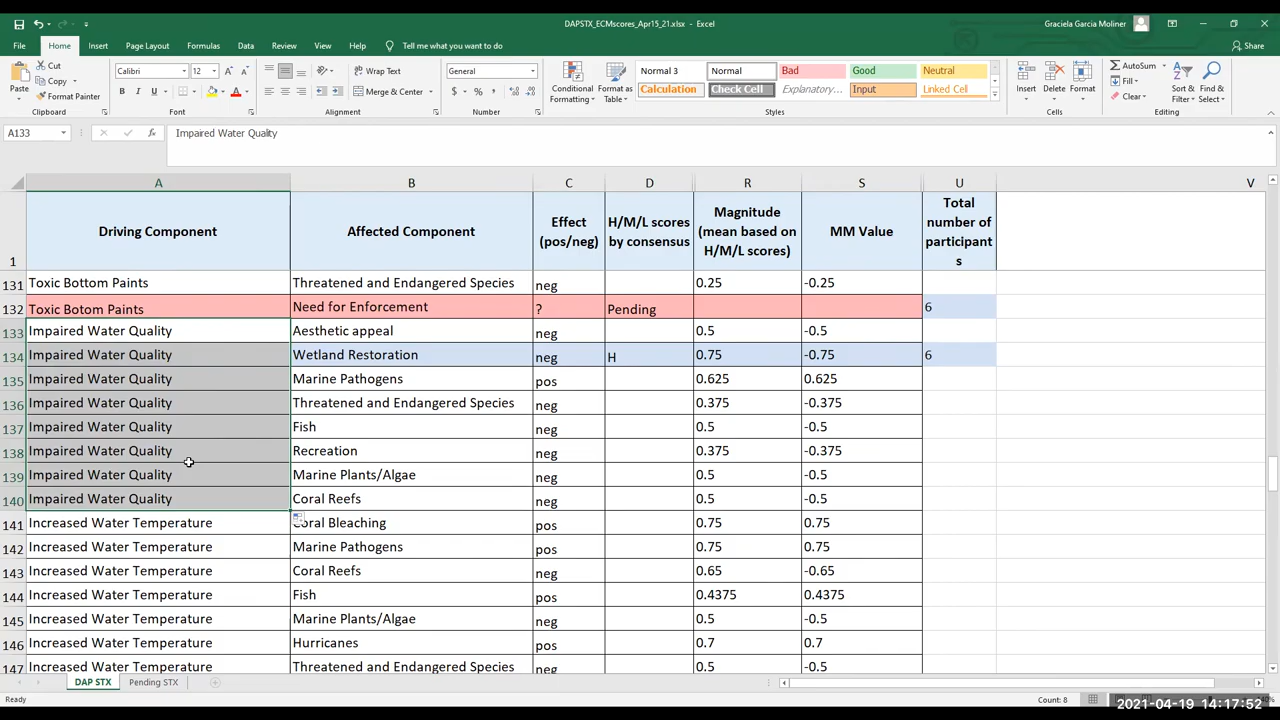 DAPSTX_ECMscores_Apr15_21.xlsx - Excel
Graciela Garcia Moliner
File Home Insert Page Layout Formulas Data Review View Help Tell me what you want to do
Share
Paste
Cut
Copy
Format Painter
Clipboard
Calibri 12
B I U
Font
Wrap Text
Merge & Center
Alignment
General
$ % ,
Number
Conditional Formatting
Format as Table
Normal 3 Normal Bad Good Neutral
Calculation Check Cell Explanatory... Input Linked Cell
Styles
Insert Delete Format
Cells
AutoSum
Fill
Clear
Sort & Filter
Find & Select
Editing
A133 fx Impaired Water Quality
A B C D R S U V
1 Driving Component Affected Component Effect (pos/neg) H/M/L scores by consensus Magnitude (mean based on H/M/L scores) MM Value Total number of participants
131 Toxic Bottom Paints Threatened and Endangered Species neg 0.25 -0.25
132 Toxic Botom Paints Need for Enforcement ? Pending 6
133 Impaired Water Quality Aesthetic appeal neg 0.5 -0.5
134 Impaired Water Quality Wetland Restoration neg H 0.75 -0.75 6
135 Impaired Water Quality Marine Pathogens pos 0.625 0.625
136 Impaired Water Quality Threatened and Endangered Species neg 0.375 -0.375
137 Impaired Water Quality Fish neg 0.5 -0.5
138 Impaired Water Quality Recreation neg 0.375 -0.375
139 Impaired Water Quality Marine Plants/Algae neg 0.5 -0.5
140 Impaired Water Quality Coral Reefs neg 0.5 -0.5
141 Increased Water Temperature Coral Bleaching pos 0.75 0.75
142 Increased Water Temperature Marine Pathogens pos 0.75 0.75
143 Increased Water Temperature Coral Reefs neg 0.65 -0.65
144 Increased Water Temperature Fish neg 0.4375 0.4375
145 Increased Water Temperature Marine Plants/Algae neg 0.5 -0.5
146 Increased Water Temperature Hurricanes pos 0.7 0.7
147 Increased Water Temperature Threatened and Endangered Species neg 0.5 -0.5
DAP STX Pending STX
Ready
Count: 8
2021-04-19 14:17:52